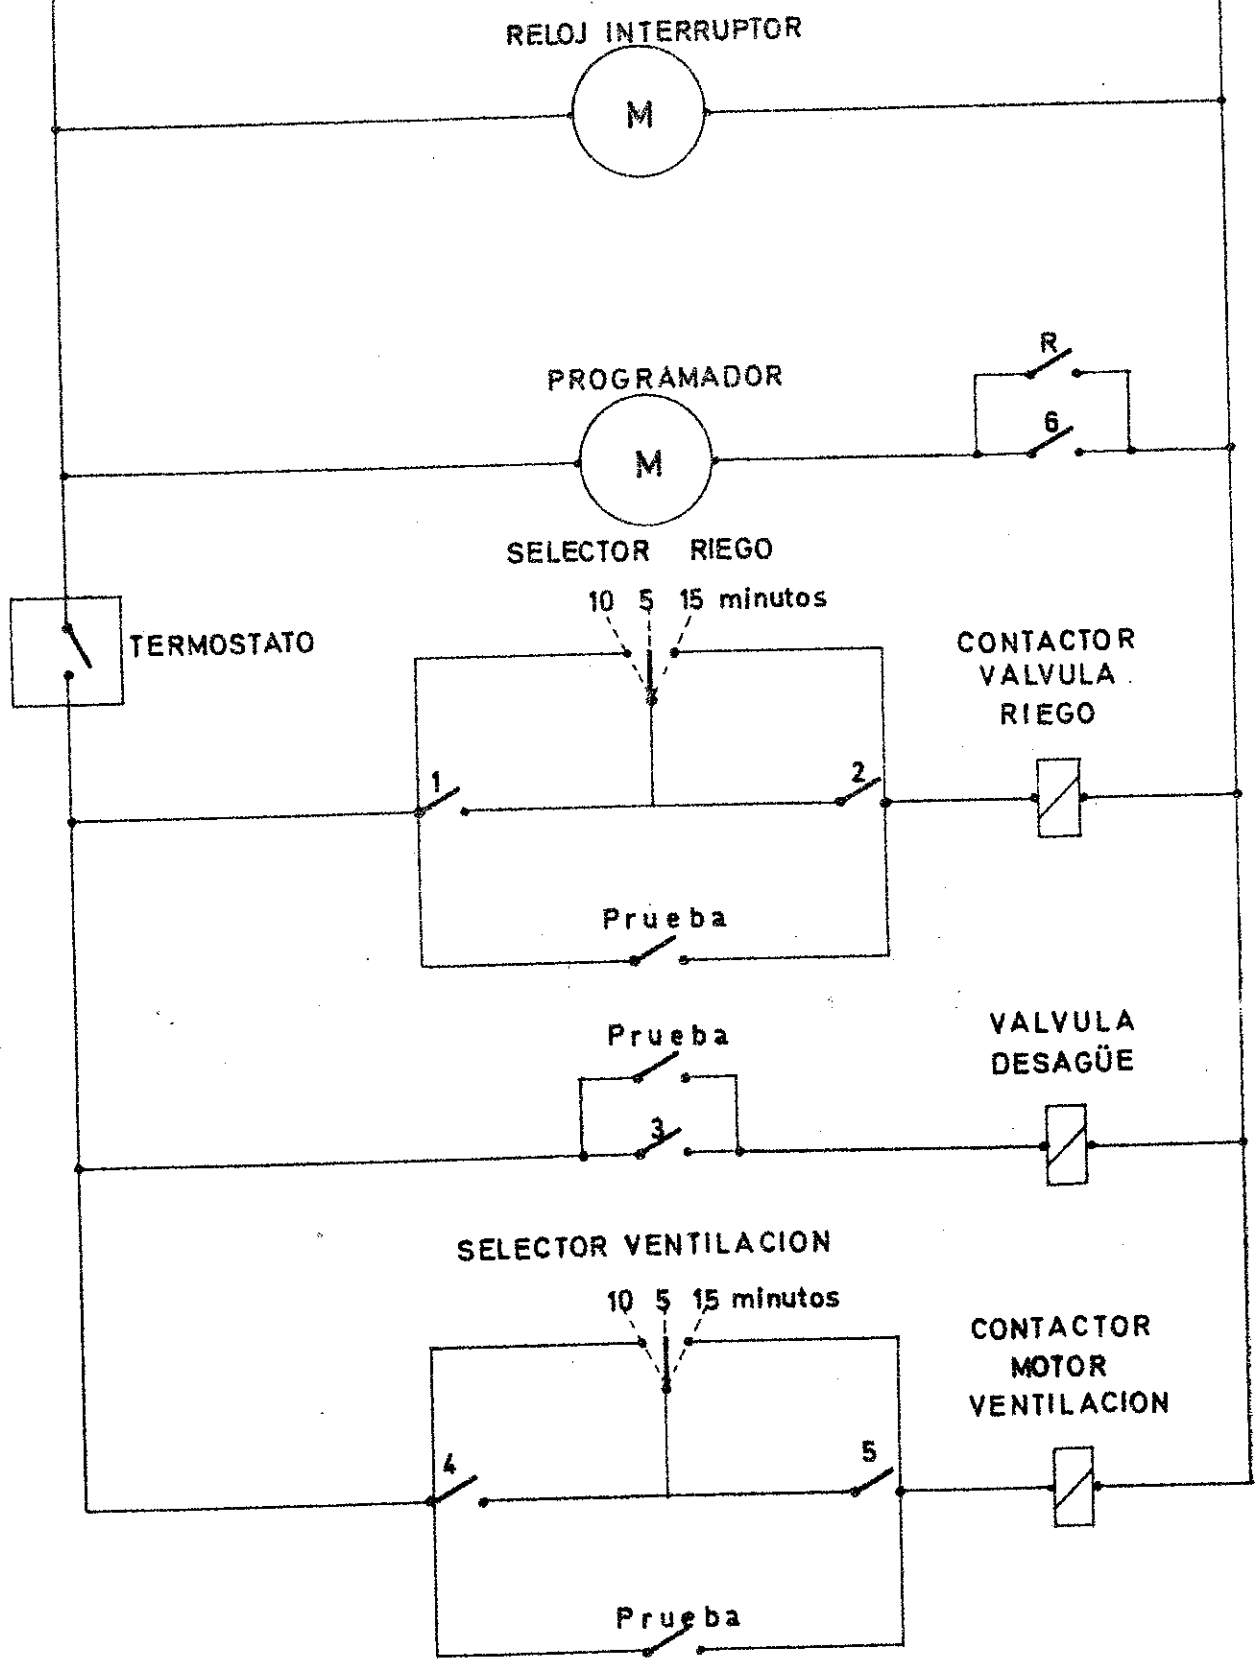 RELOJ INTERRUPTOR
M
R
PROGRAMADOR
6
M
SELECTOR RIEGO
10 5 15 minutos
TERMOSTATO
CONTACTOR
VALVULA
RIEGO
1
2
Prueba
Prueba
VALVULA
DESAGÜE
3
SELECTOR VENTILACION
10 5 15 minutos
CONTACTOR
MOTOR
VENTILACION
4
5
Prueba